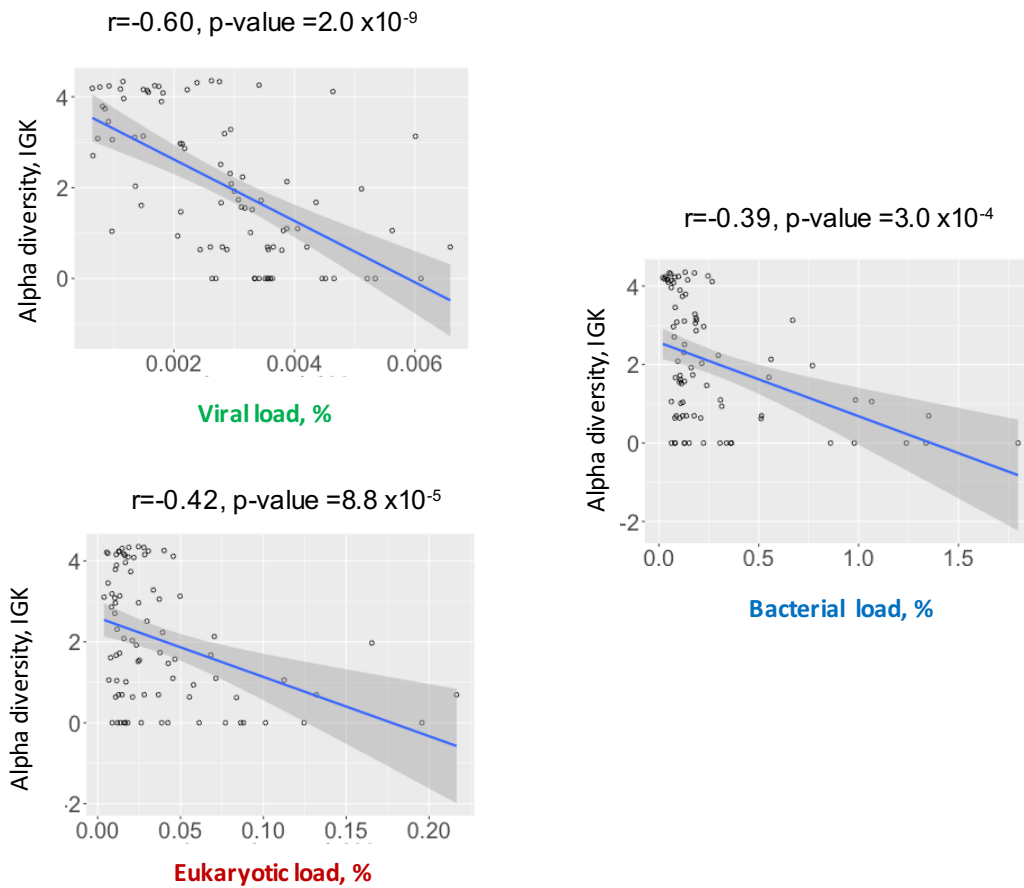 r=-0.60, p-value =2.0 x10-9
Alpha diversity, IGK
4
2
0
0.002 0.004 0.006
Viral load, %
r=-0.39, p-value =3.0 x10-4
Alpha diversity, IGK
4
2
0
-2
0.0 0.5 1.0 1.5
Bacterial load, %
r=-0.42, p-value =8.8 x10-5
Alpha diversity, IGK
4
2
0
-2
0.00 0.05 0.10 0.15 0.20
Eukaryotic load, %